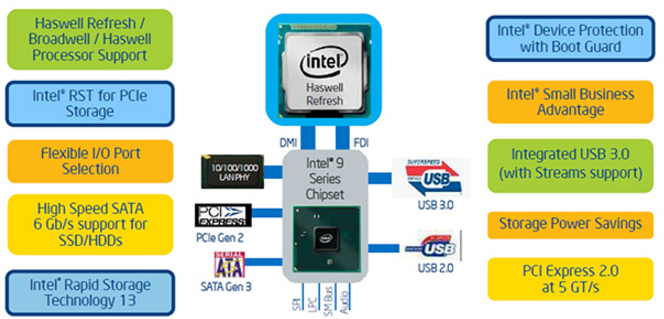 Haswell Refresh /
Broadwell / Haswell
Processor Support
Intel® RST for PCIe
Storage
Flexible I/O Port
Selection
High Speed SATA
6 Gb/s support for
SSD/HDDs
Intel® Rapid Storage
Technology 13
intel
Haswell
Refresh
DMI
FDI
Intel® 9
Series
Chipset
10/100/1000
LAN PHY
PCI
EXPRESS
PCIe Gen 2
SERIAL
ATA
SATA Gen 3
intel
SUPERSPEED
USB
USB 3.0
USB
USB 2.0
SPI
LPC
SM Bus
Audio
Intel® Device Protection
with Boot Guard
Intel® Small Business
Advantage
Integrated USB 3.0
(with Streams support)
Storage Power Savings
PCI Express 2.0
at 5 GT/s